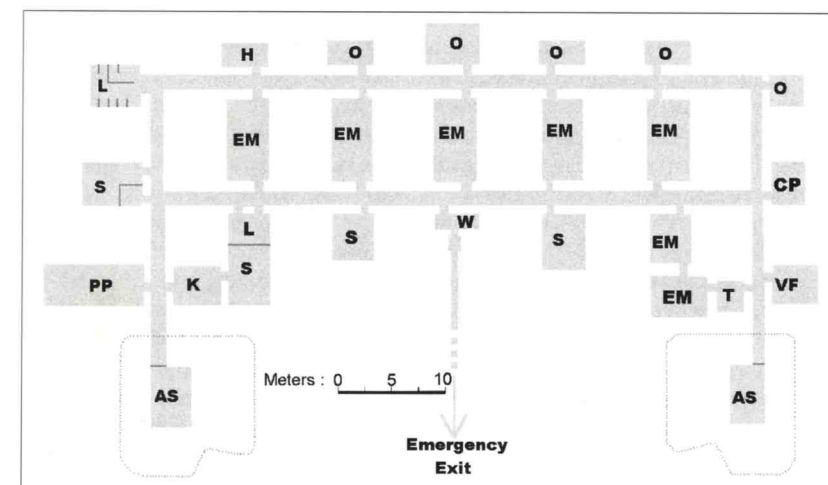 H O O O O
L O
EM EM EM EM EM
S CP
L S W S EM
S
PP K EM T VF
AS Meters : 0 5 10 AS
Emergency
Exit